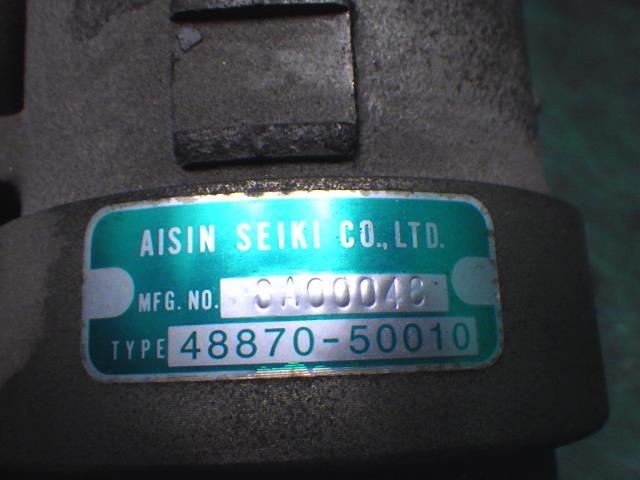 AISIN SEIKI CO., LTD.
MFG. NO.
TYPE 48870-50010